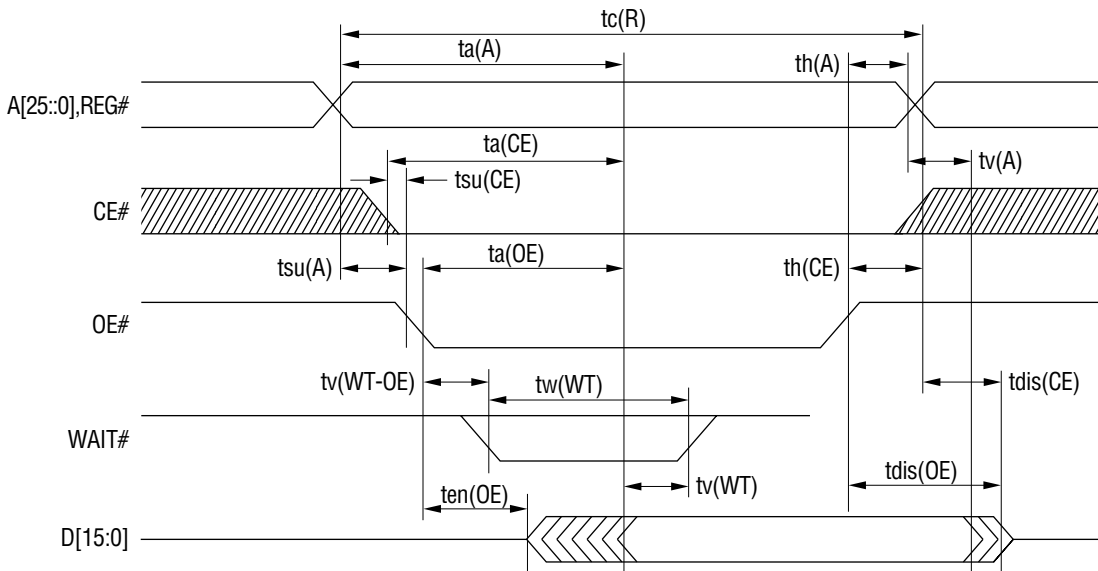 tc(R)
ta(A)
th(A)
A[25::0],REG#
ta(CE)
tv(A)
tsu(CE)
CE#
tsu(A)
ta(OE)
th(CE)
OE#
tv(WT-OE)
tw(WT)
tdis(CE)
WAIT#
tdis(OE)
ten(OE)
tv(WT)
D[15:0]